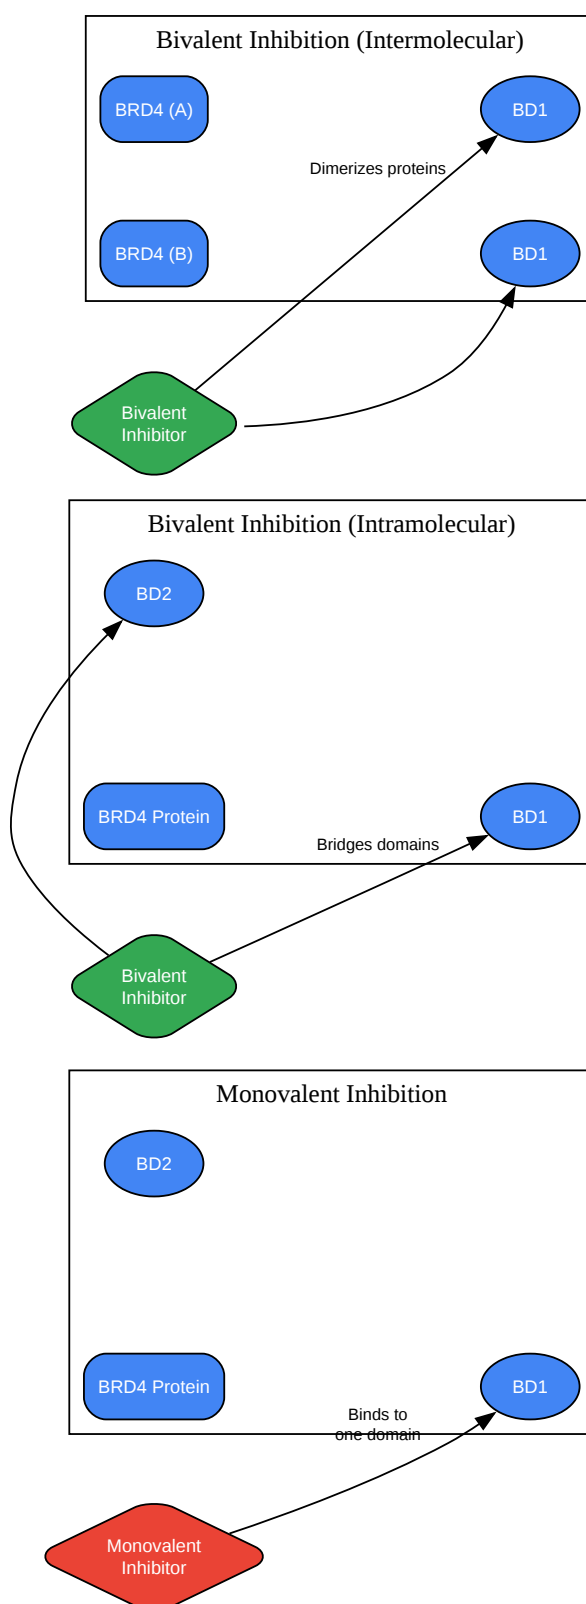 Bivalent Inhibition (Intermolecular)
BRD4 (A)
BD1
Dimerizes proteins
BRD4 (B)
BD1
Bivalent
Inhibitor
Bivalent Inhibition (Intramolecular)
BD2
BRD4 Protein
BD1
Bridges domains
Bivalent
Inhibitor
Monovalent Inhibition
BD2
BRD4 Protein
BD1
Binds to
one domain
Monovalent
Inhibitor